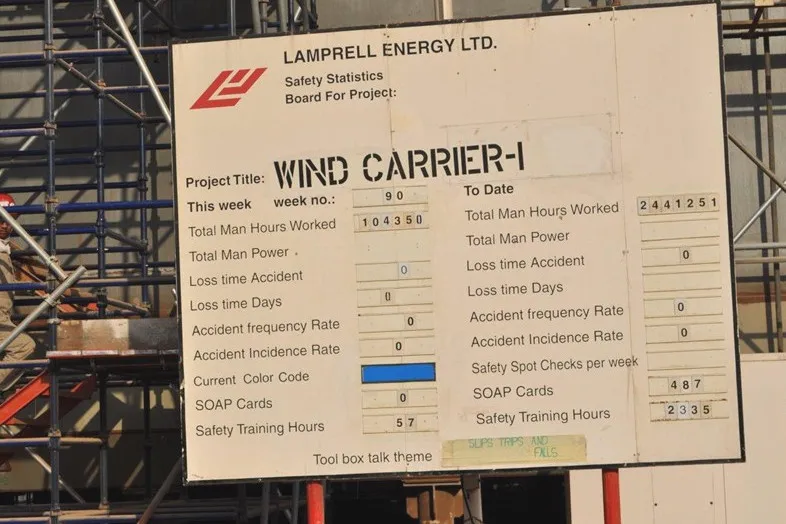 LAMPRELL ENERGY LTD.
Safety Statistics
Board For Project:
Project Title: WIND CARRIER-I
This week week no.: 90
Total Man Hours Worked 104350
Total Man Power
Loss time Accident 0
Loss time Days 0
Accident frequency Rate 0
Accident Incidence Rate 0
Current Color Code
SOAP Cards 0
Safety Training Hours 57
To Date
Total Man Hours Worked 2441251
Total Man Power
Loss time Accident 0
Loss time Days
Accident frequency Rate 0
Accident Incidence Rate 0
Safety Spot Checks per week
SOAP Cards 487
Safety Training Hours 2335
Tool box talk theme SLIPS TRIPS AND
FALLS